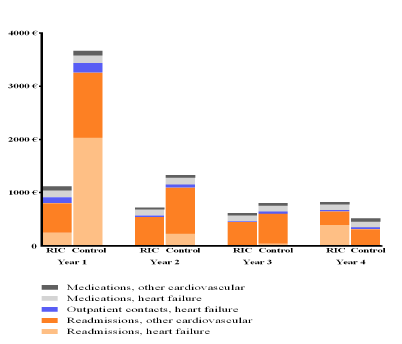 4000 €
3000 €
2000 €
1000 €
0
RIC Control RIC Control RIC Control RIC Control
Year 1 Year 2 Year 3 Year 4
Medications, other cardiovascular
Medications, heart failure
Outpatient contacts, heart failure
Readmissions, other cardiovascular
Readmissions, heart failure